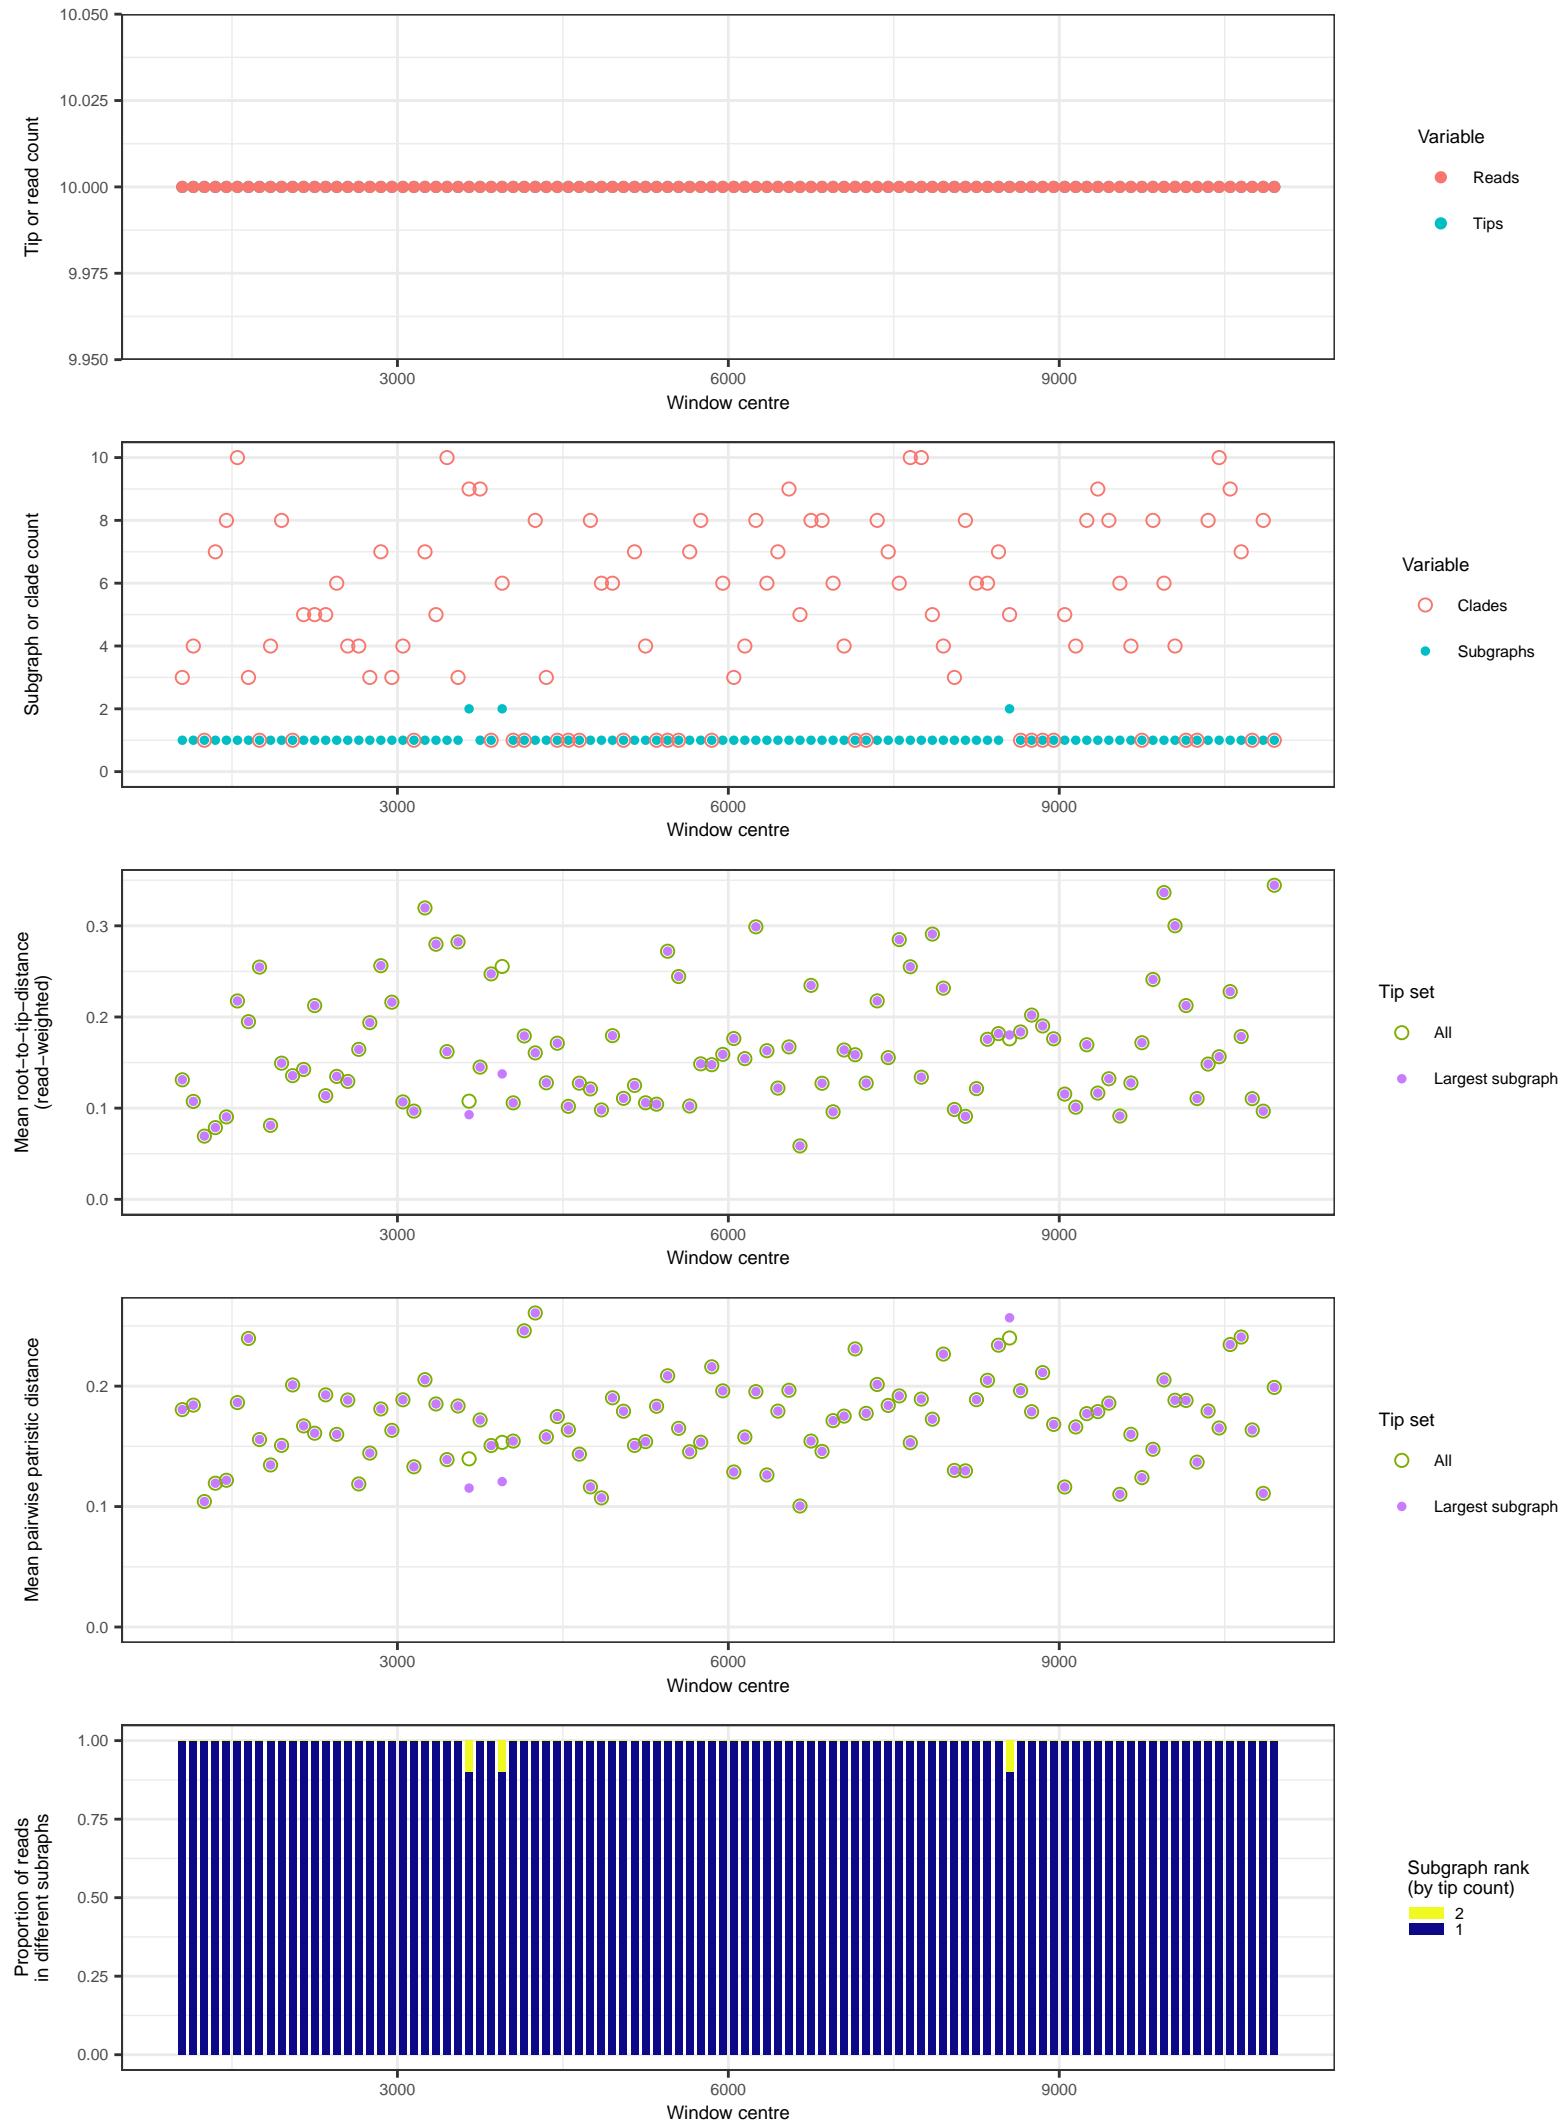 10.050
10.025
10.000
9.975
9.950
Tip or read count
3000 6000 9000
Window centre
Variable
Reads
Tips
10
8
6
4
2
0
Subgraph or clade count
3000 6000 9000
Window centre
Variable
Clades
Subgraphs
0.3
0.2
0.1
0.0
Mean root−to−tip−distance
(read−weighted)
3000 6000 9000
Window centre
Tip set
All
Largest subgraph
0.2
0.1
0.0
Mean pairwise patristic distance
3000 6000 9000
Window centre
Tip set
All
Largest subgraph
1.00
0.75
0.50
0.25
0.00
Proportion of reads
in different subraphs
3000 6000 9000
Window centre
Subgraph rank
(by tip count)
2
1